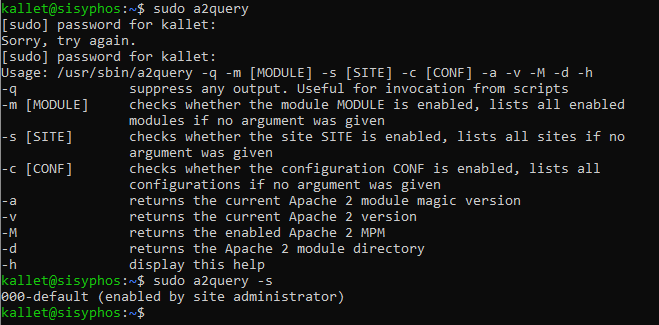 kallet@sisyphos:~$ sudo a2query
[sudo] password for kallet:
Sorry, try again.
[sudo] password for kallet:
Usage: /usr/sbin/a2query -q -m [MODULE] -s [SITE] -c [CONF] -a -v -M -d -h
-q              suppress any output. Useful for invocation from scripts
-m [MODULE]     checks whether the module MODULE is enabled, lists all enabled
                modules if no argument was given
-s [SITE]       checks whether the site SITE is enabled, lists all sites if no
                argument was given
-c [CONF]       checks whether the configuration CONF is enabled, lists all
                configurations if no argument was given
-a              returns the current Apache 2 module magic version
-v              returns the current Apache 2 version
-M              returns the enabled Apache 2 MPM
-d              returns the Apache 2 module directory
-h              display this help
kallet@sisyphos:~$ sudo a2query -s
000-default (enabled by site administrator)
kallet@sisyphos:~$